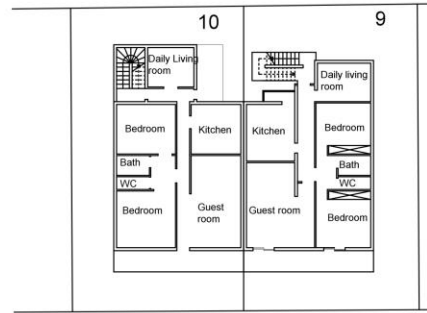 10
9
Daily Living
room
Daily living
room
Bedroom
Kitchen
Kitchen
Bedroom
Bath
Bath
WC
WC
Bedroom
Guest
room
Guest room
Bedroom